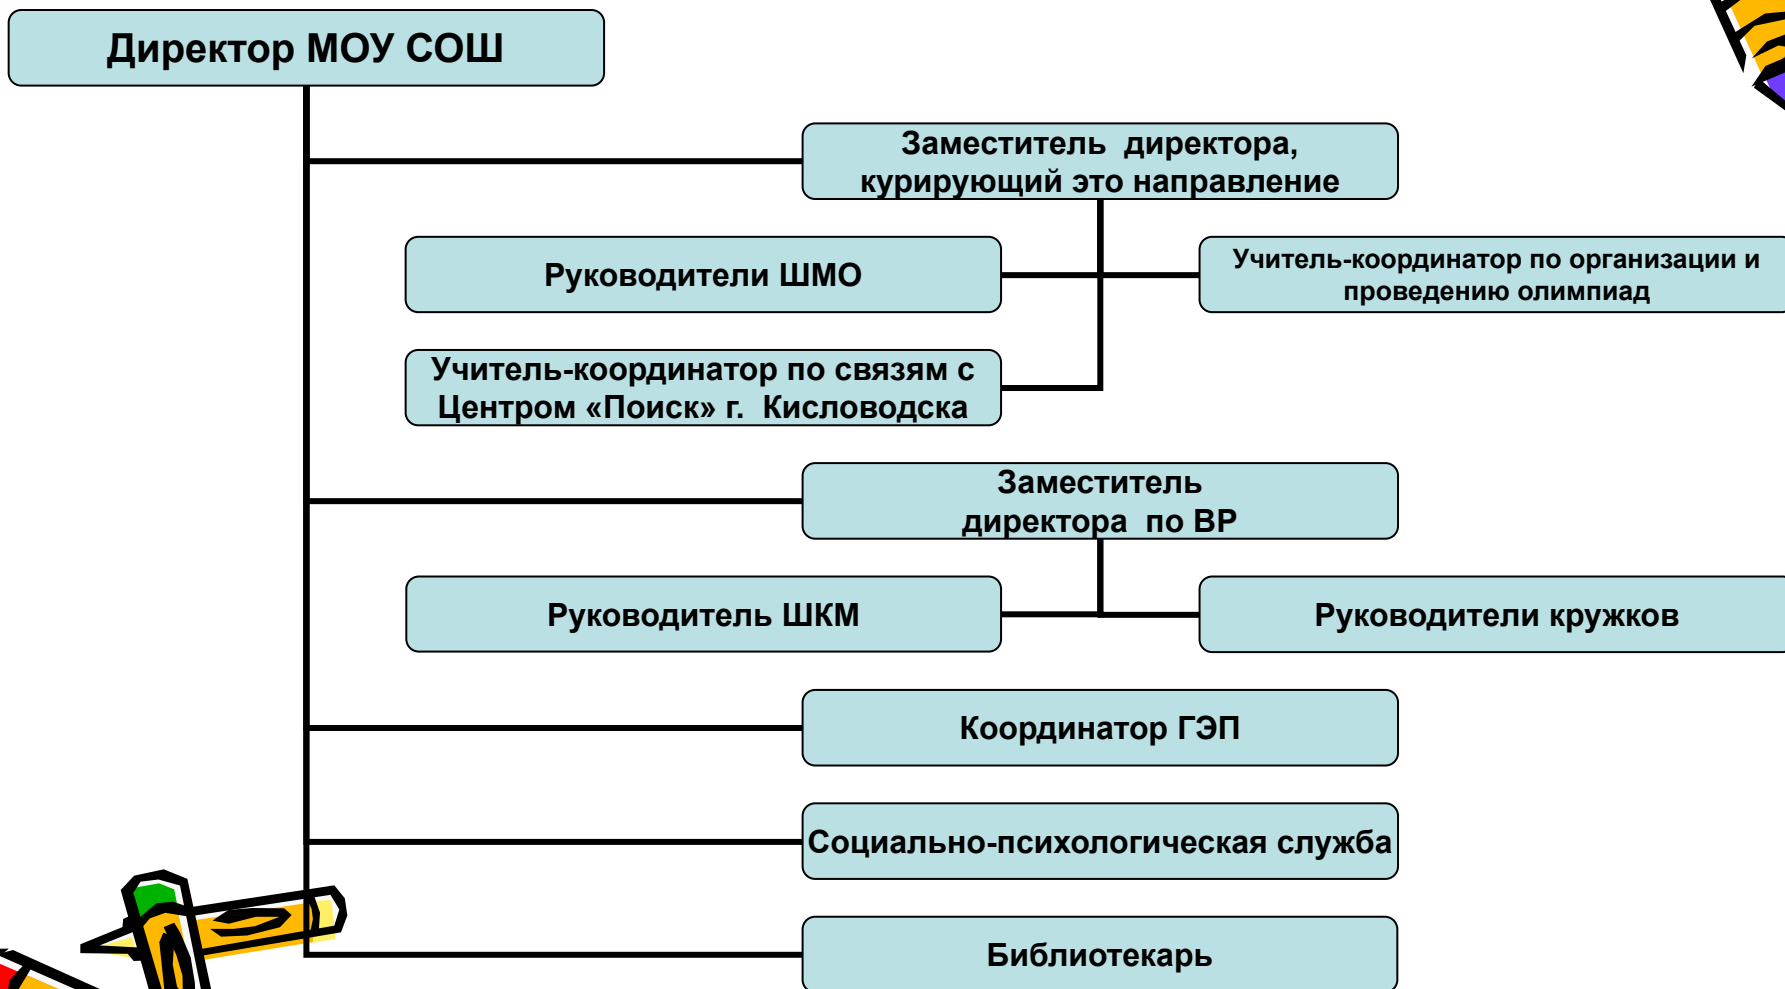 Директор МОУ СОШ
Заместитель директора,
курирующий это направление
Руководители ШМО
Учитель-координатор по организации и
проведению олимпиад
Учитель-координатор по связям с
Центром «Поиск» г. Кисловодска
Заместитель
директора по ВР
Руководитель ШКМ
Руководители кружков
Координатор ГЭП
Социально-психологическая служба
Библиотекарь